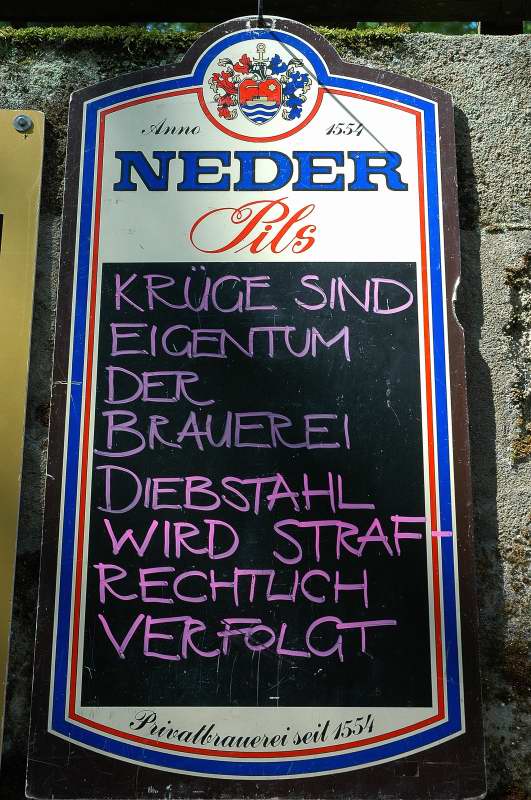 Anno 1554
NEDER
Pils
KRÜGE SIND
EIGENTUM
DER
BRAUEREI
DIEBSTAHL
WIRD STRAF-
RECHTLICH
VERFOLGT
Privatbrauerei seit 1554